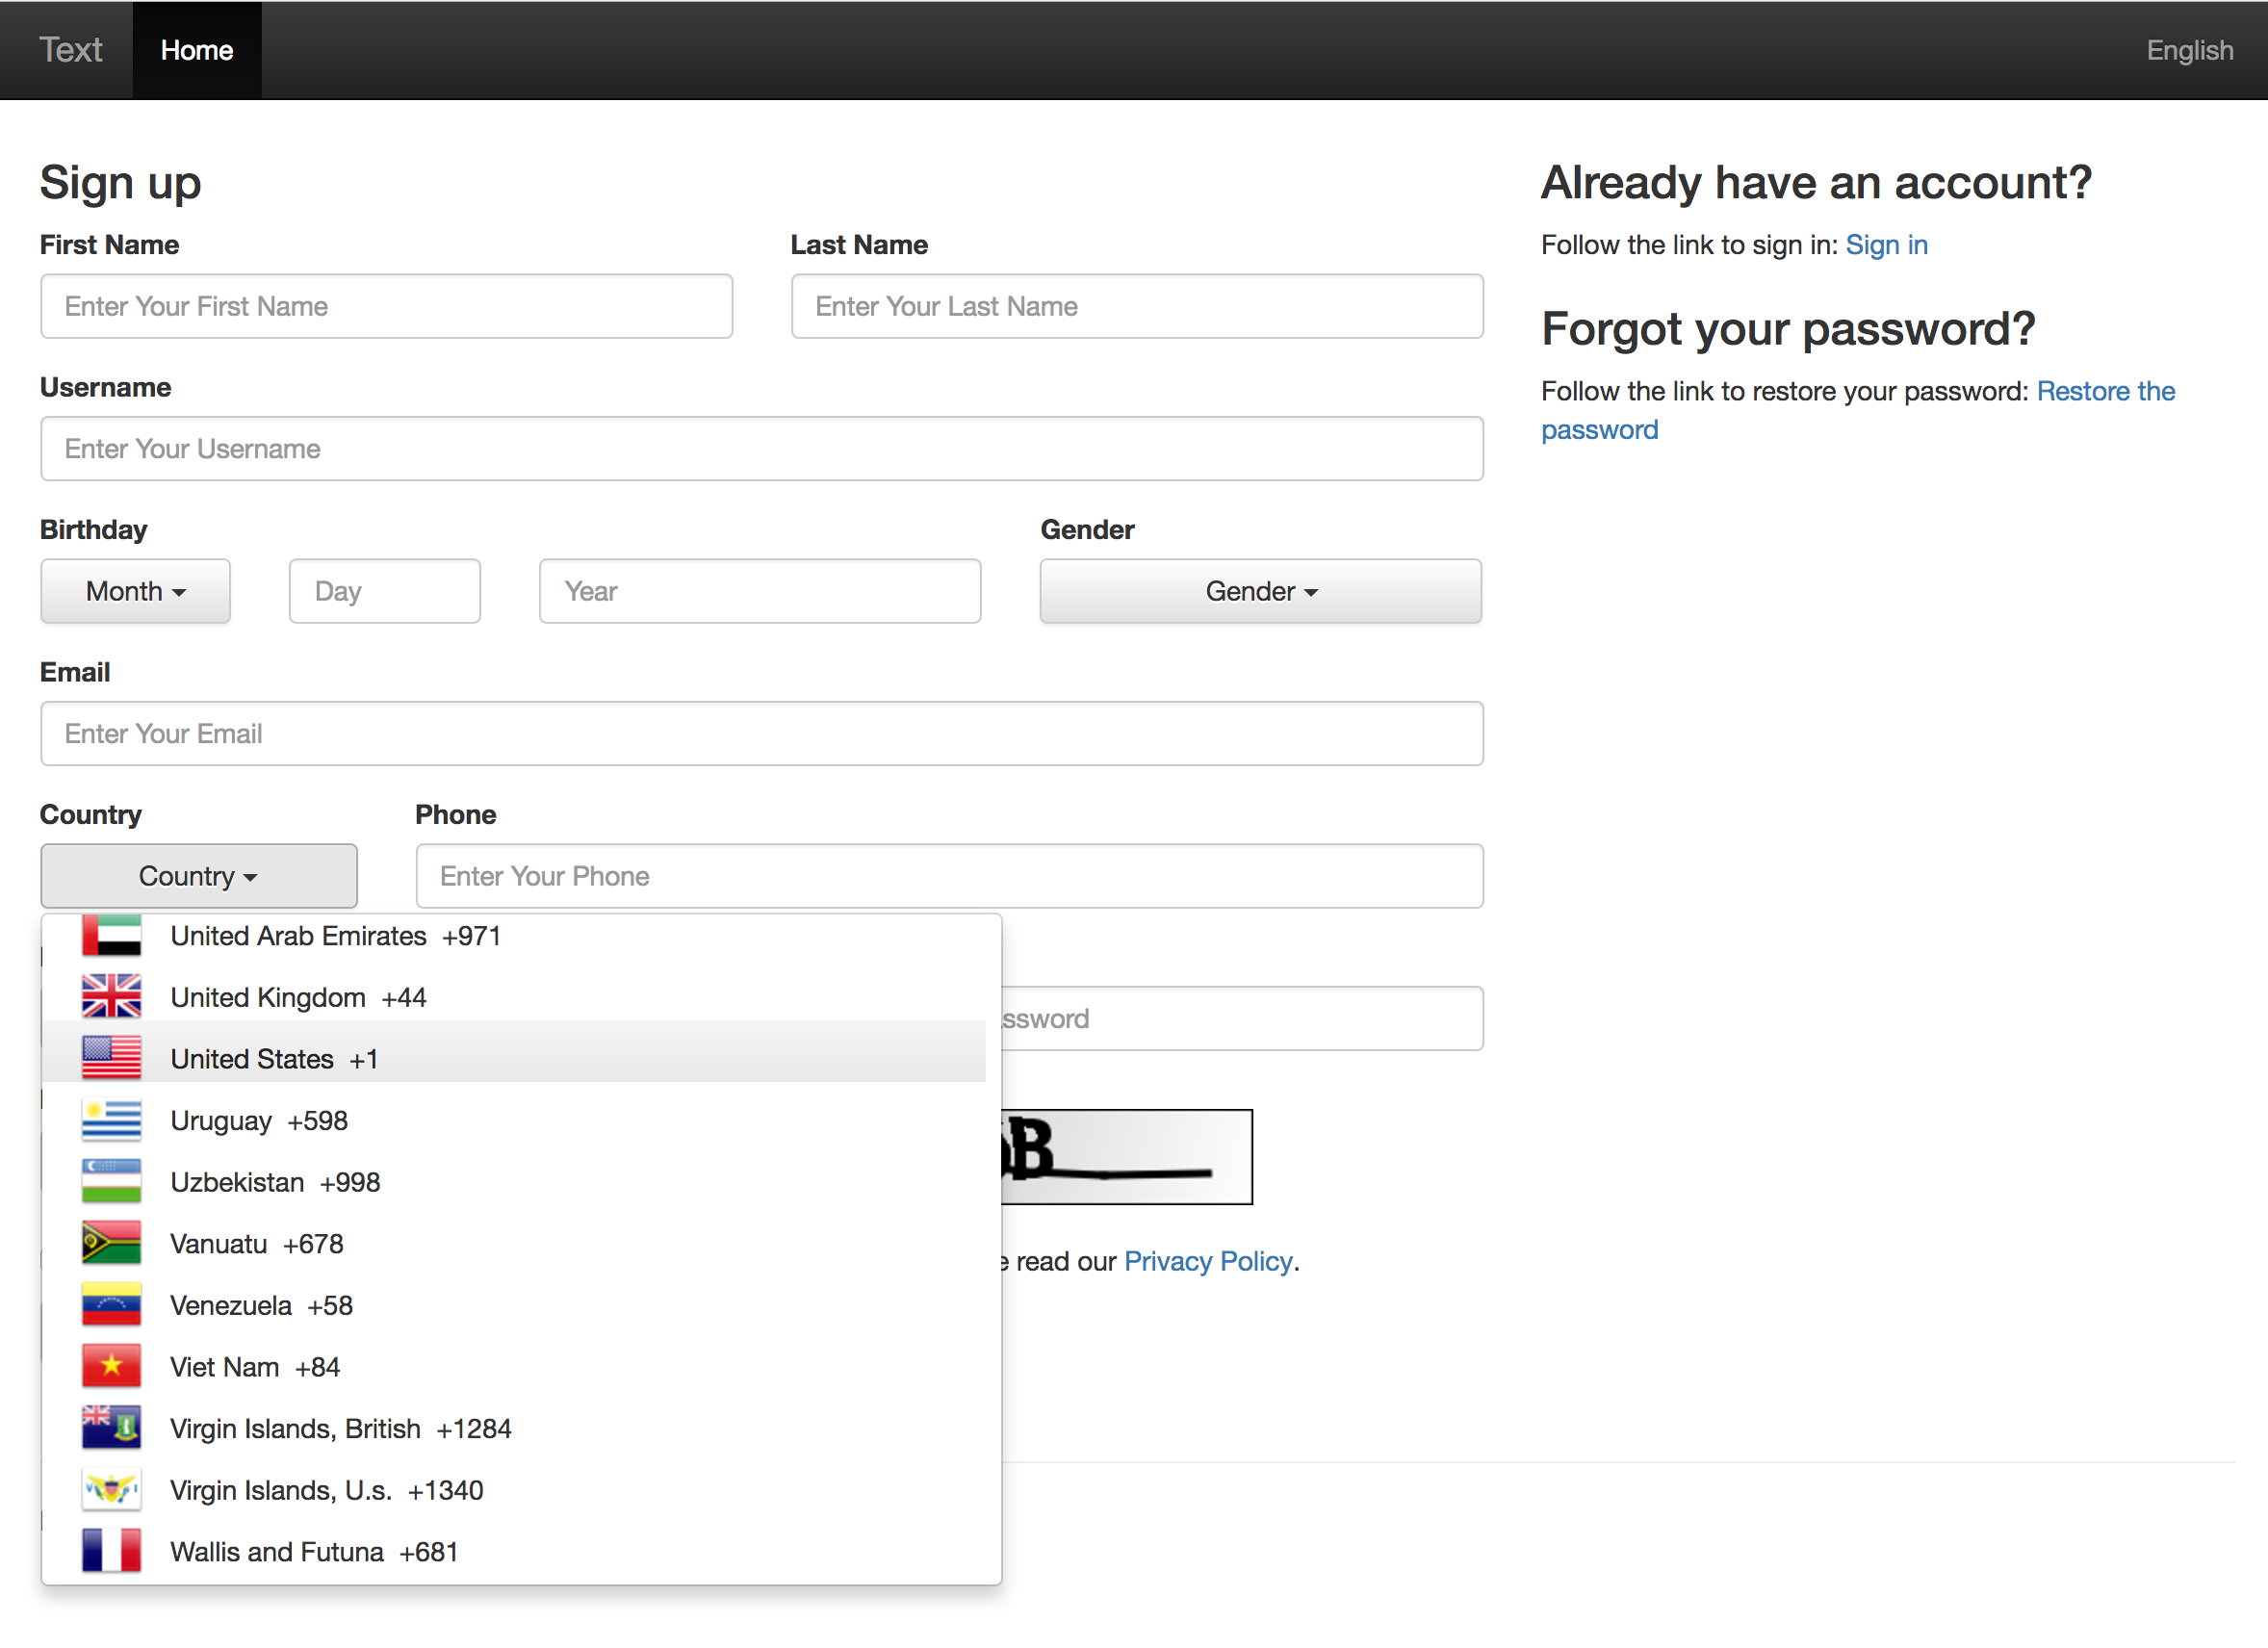 Text Home English
Sign up
First Name Last Name
Enter Your First Name Enter Your Last Name
Username
Enter Your Username
Birthday Gender
Month Day Year Gender
Email
Enter Your Email
Country Phone
Country Enter Your Phone
United Arab Emirates +971
United Kingdom +44
ssword
United States +1
Uruguay +598
B
Uzbekistan +998
Vanuatu +678
e read our Privacy Policy.
Venezuela +58
Viet Nam +84
Virgin Islands, British +1284
Virgin Islands, U.s. +1340
Wallis and Futuna +681
Already have an account?
Follow the link to sign in: Sign in
Forgot your password?
Follow the link to restore your password: Restore the
password